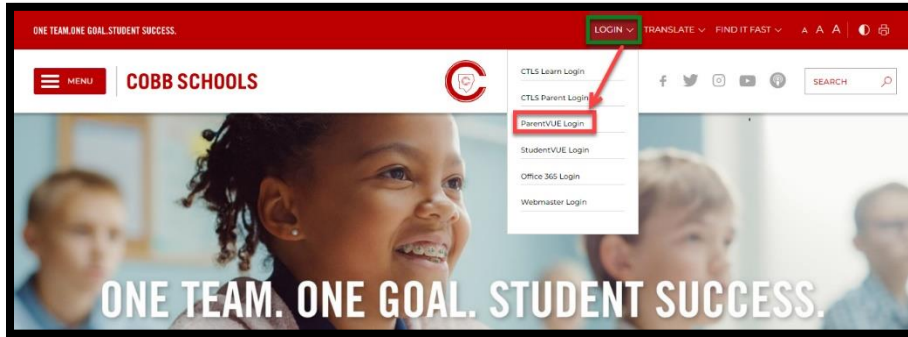 ONE TEAM.ONE GOAL.STUDENT SUCCESS.
LOGIN TRANSLATE FIND IT FAST A A A
MENU
COBB SCHOOLS
C
SEARCH
CTLS Learn Login
CTLS Parent Login
ParentVUE Login
StudentVUE Login
Office 365 Login
Webmaster Login
ONE TEAM. ONE GOAL. STUDENT SUCCESS.